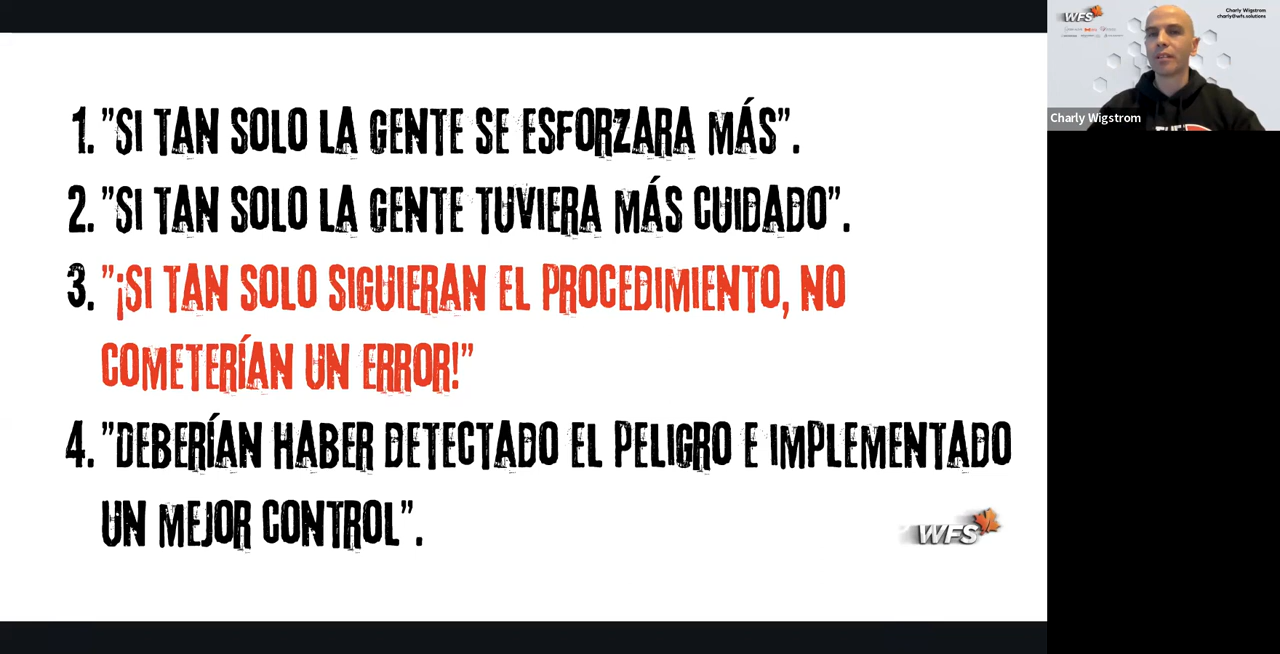 1. "SI TAN SOLO LA GENTE SE ESFORZARA MÁS".
2. "SI TAN SOLO LA GENTE TUVIERA MÁS CUIDADO".
3. "¡SI TAN SOLO SIGUIERAN EL PROCEDIMIENTO, NO
COMETERÍAN UN ERROR!"
4. "DEBERÍAN HABER DETECTADO EL PELIGRO E IMPLEMENTADO
UN MEJOR CONTROL".
WFS
WFS
Charly Wigstrom
charly@wfs.solutions
Charly Wigstrom